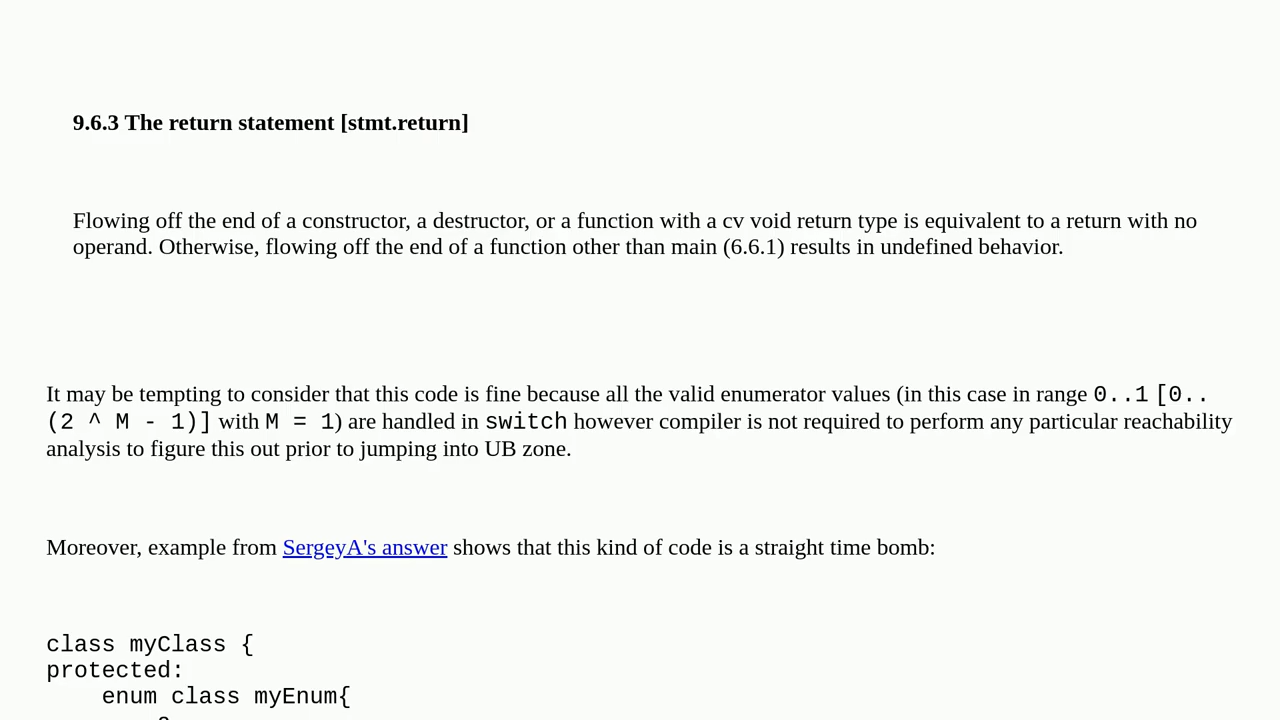 9.6.3 The return statement [stmt.return]
Flowing off the end of a constructor, a destructor, or a function with a cv void return type is equivalent to a return with no
operand. Otherwise, flowing off the end of a function other than main (6.6.1) results in undefined behavior.
It may be tempting to consider that this code is fine because all the valid enumerator values (in this case in range 0..1 [0..
(2 ^ M - 1)] with M = 1) are handled in switch however compiler is not required to perform any particular reachability
analysis to figure this out prior to jumping into UB zone.
Moreover, example from SergeyA's answer shows that this kind of code is a straight time bomb:
class myClass {
protected:
    enum class myEnum{